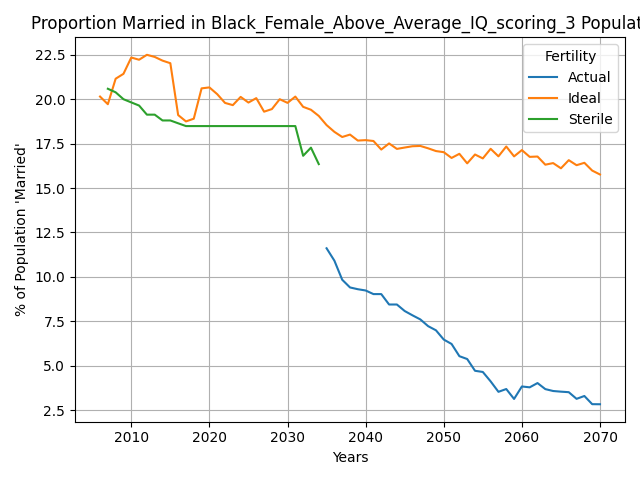 Proportion Married in Black_Female_Above_Average_IQ_scoring_3 Populat
Fertility
Actual
Ideal
Sterile
% of Population 'Married'
22.5
20.0
17.5
15.0
12.5
10.0
7.5
5.0
2.5
2010 2020 2030 2040 2050 2060 2070
Years